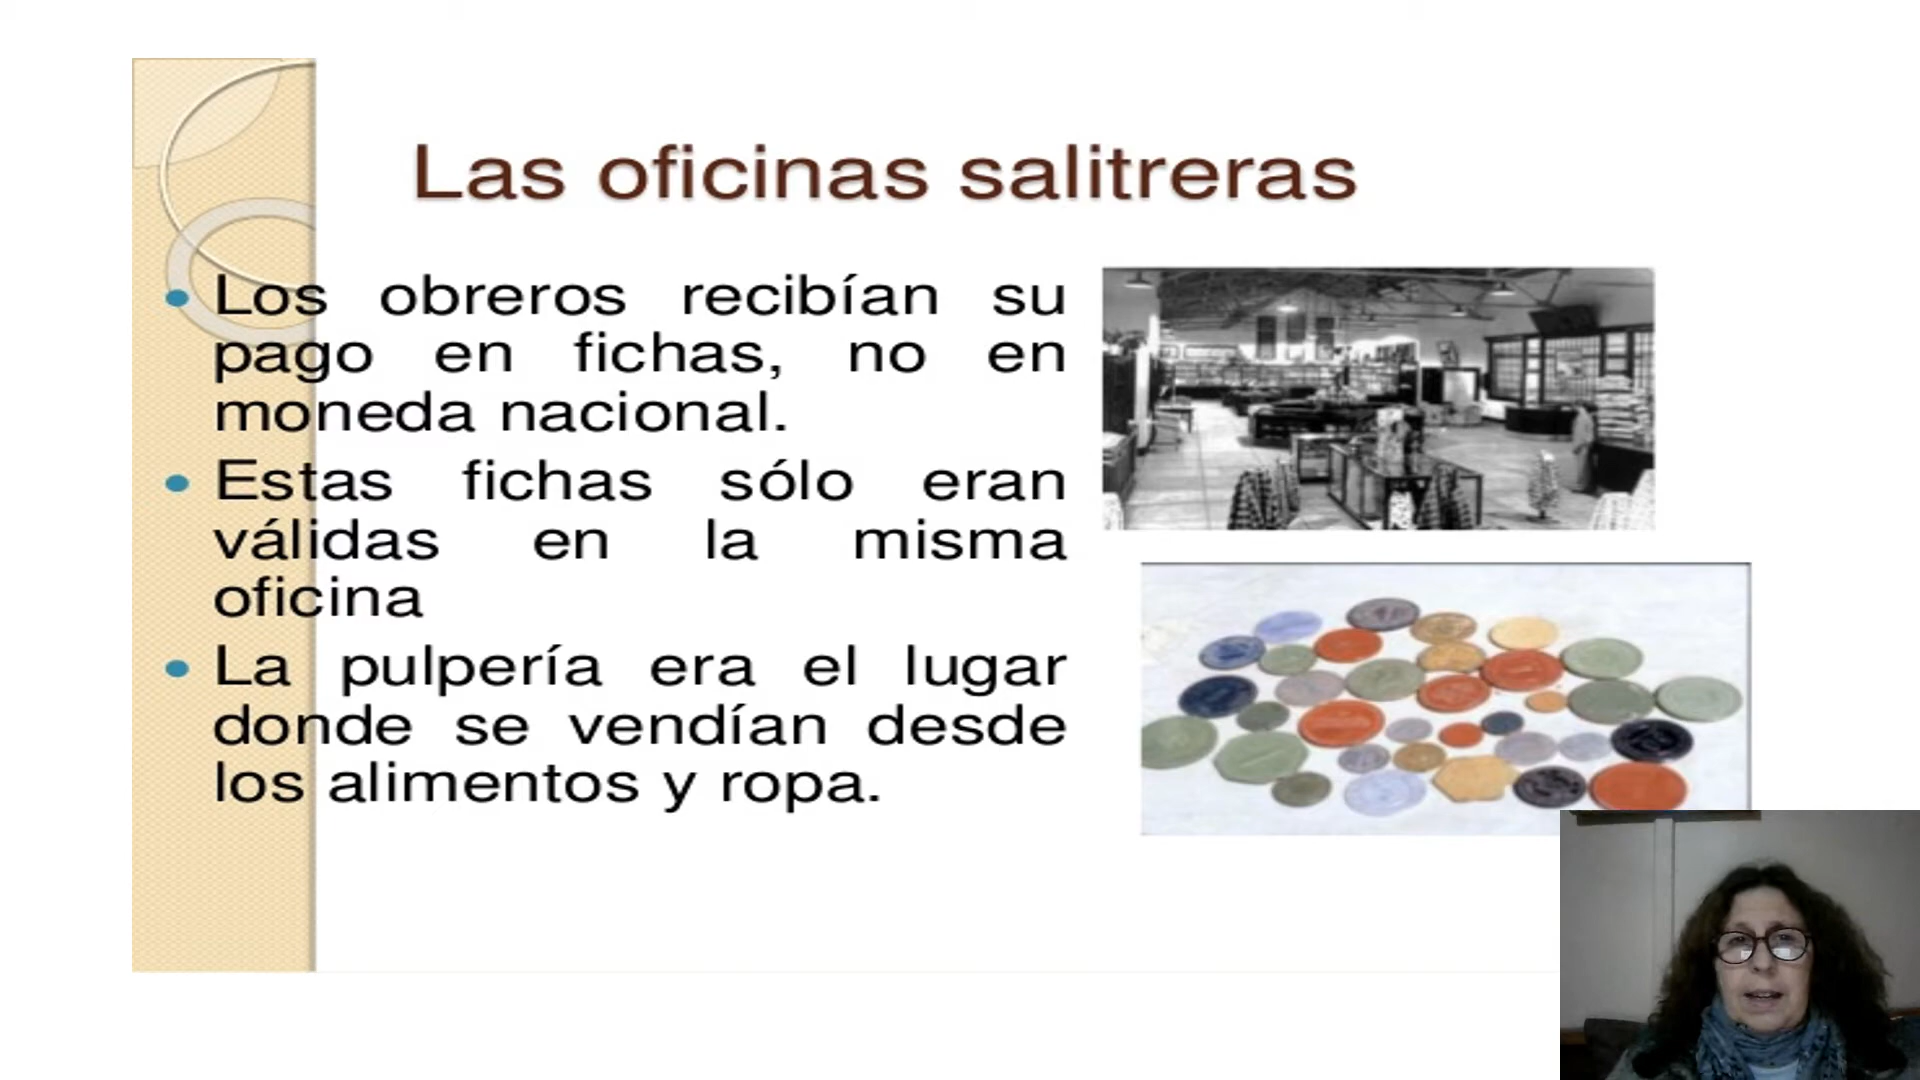 Las oficinas salitreras
• Los obreros recibían su
pago en fichas, no en
moneda nacional.
• Estas fichas sólo eran
válidas en la misma
oficina
• La pulpería era el lugar
donde se vendían desde
los alimentos y ropa.